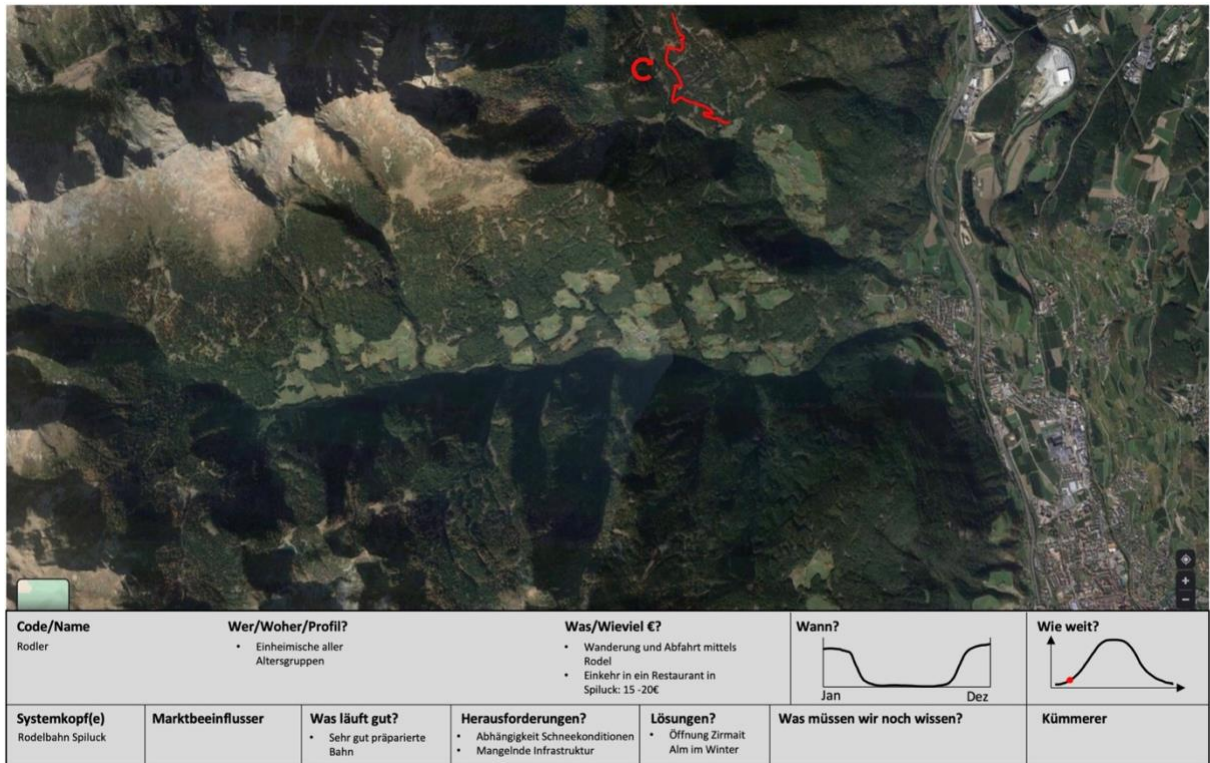 C
Code/Name
Rodler
Wer/Woher/Profil?
• Einheimische aller
Altersgruppen
Was/Wieviel €?
• Wanderung und Abfahrt mittels
Rodel
• Einkehr in ein Restaurant in
Spiluck: 15 -20€
Wann?
Jan Dez
Wie weit?
Systemkopf(e)
Rodelbahn Spiluck
Marktbeeinflusser
Was läuft gut?
• Sehr gut präparierte
Bahn
Herausforderungen?
• Abhängigkeit Schneekonditionen
• Mangelnde Infrastruktur
Lösungen?
• Öffnung Zirmait
Alm im Winter
Was müssen wir noch wissen?
Kümmerer